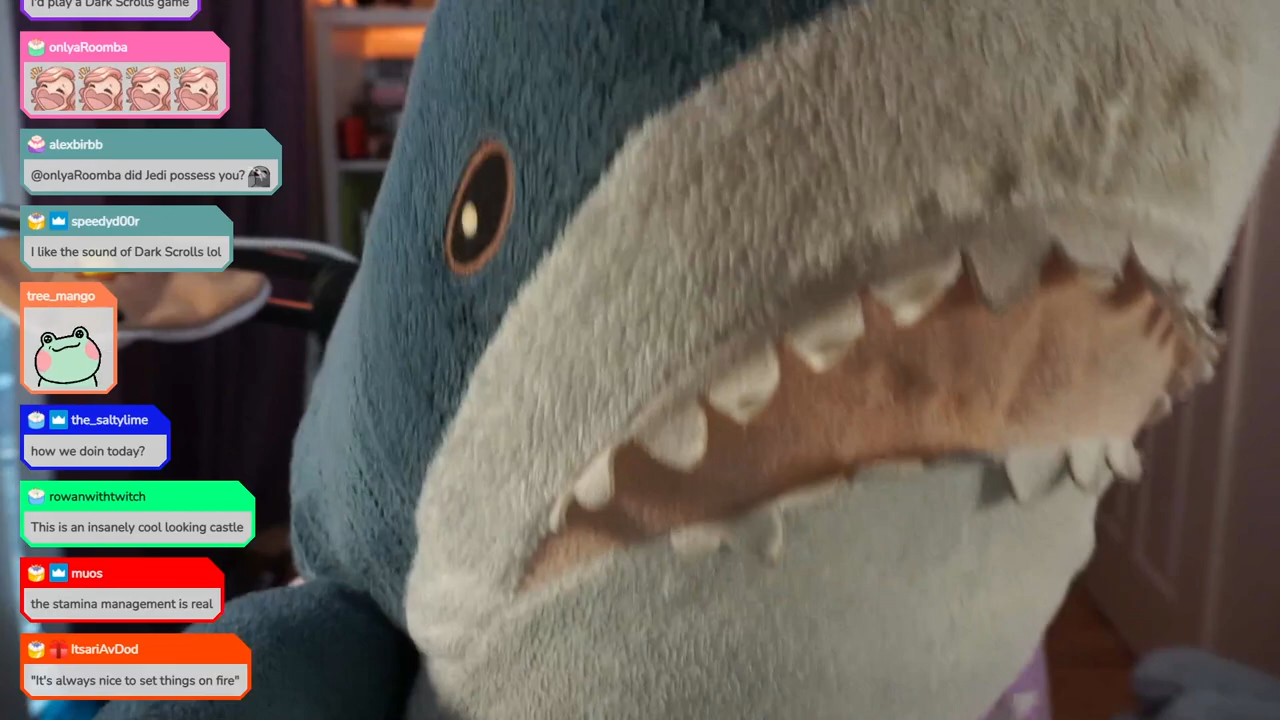 I'd play a Dark Scrolls game
onlyaRoomba
alexbirbb
@onlyaRoomba did Jedi possess you?
speedyd00r
I like the sound of Dark Scrolls lol
tree_mango
the_saltylime
how we doin today?
rowanwithtwitch
This is an insanely cool looking castle
muos
the stamina management is real
ItsariAvDod
"It's always nice to set things on fire"